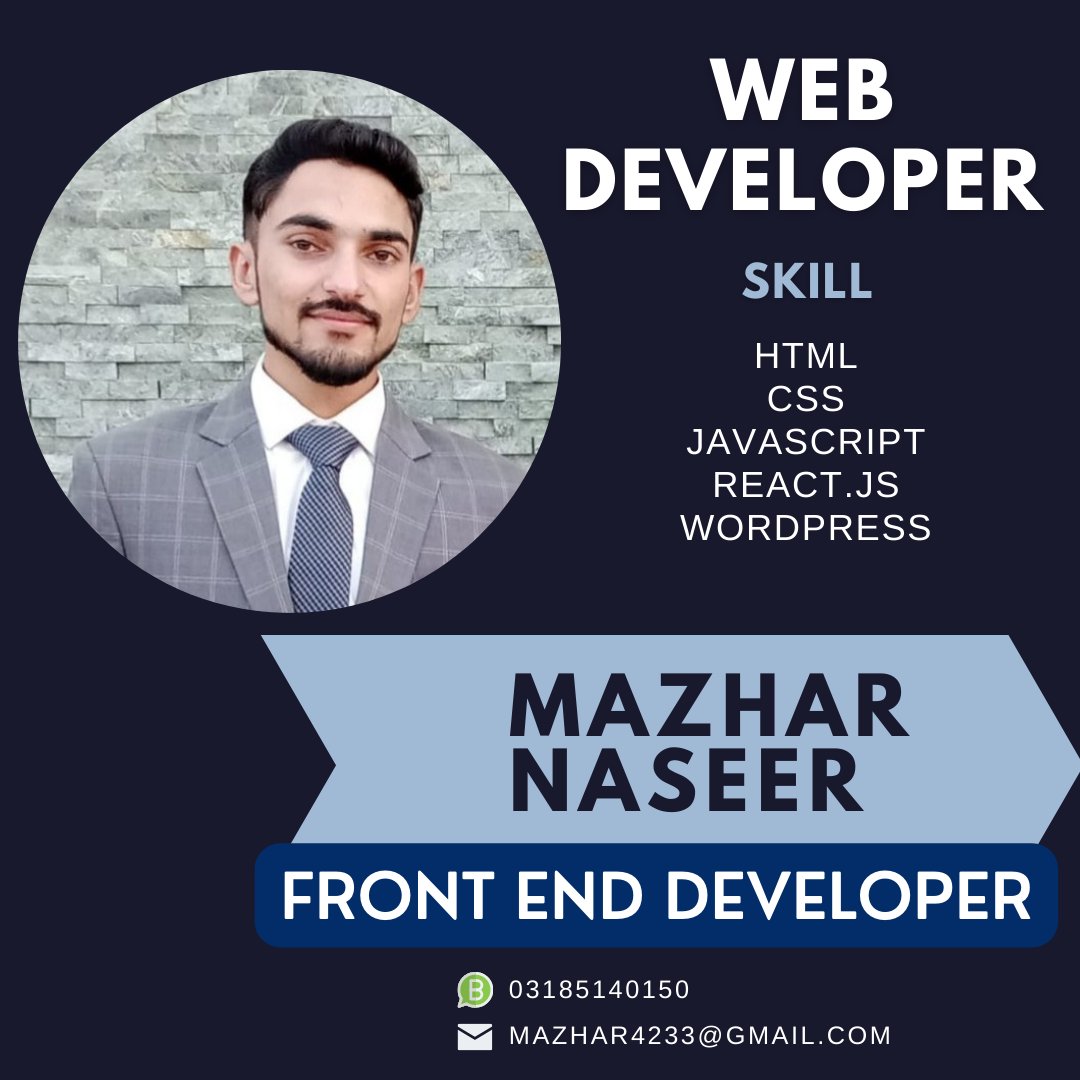 WEB
DEVELOPER
SKILL
HTML
CSS
JAVASCRIPT
REACT.JS
WORDPRESS
MAZHAR
NASEER
FRONT END DEVELOPER
B 03185140150
MAZHAR4233@GMAIL.COM